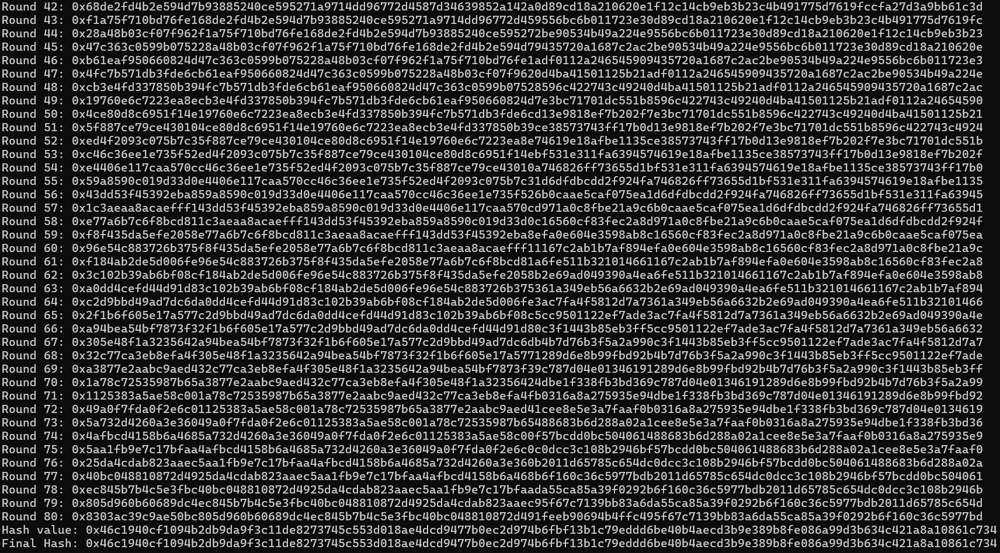 Round 42: 0x68de2fd4b2e594d7b93885240ce595271a9714dd96772d4587d34639852a142a0d89cd18a210620e1f12c14cb9eb3b23c4b491775d7619fccfa27d3a9bb61c3d
Round 43: 0xf1a75f710bd76fe168de2fd4b2e594d7b93885240ce595271a9714dd96772d459556bc6b011723e30d89cd18a210620e1f12c14cb9eb3b23c4b491775d7619fc
Round 44: 0x28a48b03cf07f962f1a75f710bd76fe168de2fd4b2e594d7b93885240ce595272be90534b49a224e9556bc6b011723e30d89cd18a210620e1f12c14cb9eb3b23
Round 45: 0x47c363c0599b075228a48b03cf07f962f1a75f710bd76fe168de2fd4b2e594d79435720a1687c2ac2be90534b49a224e9556bc6b011723e30d89cd18a210620e
Round 46: 0xb61eaf950660824d47c363c0599b075228a48b03cf07f962f1a75f710bd76fe1adf0112a246545909435720a1687c2ac2be90534b49a224e9556bc6b011723e3
Round 47: 0x4fc7b571db3fde6cb61eaf950660824d47c363c0599b075228a48b03cf07f9620d4ba41501125b21adf0112a246545909435720a1687c2ac2be90534b49a224e
Round 48: 0xcb3e4fd337850b394fc7b571db3fde6cb61eaf950660824d47c363c0599b07528596c422743c49240d4ba41501125b21adf0112a246545909435720a1687c2ac
Round 49: 0x19760e6c7223ea8ecb3e4fd337850b394fc7b571db3fde6cb61eaf950660824d7e3bc71701dc551b8596c422743c49240d4ba41501125b21adf0112a24654590
Round 50: 0x4ce80d8c6951f14e19760e6c7223ea8ecb3e4fd337850b394fc7b571db3fde6cd13e9818ef7b202f7e3bc71701dc551b8596c422743c49240d4ba41501125b21
Round 51: 0x5f887ce79ce430104ce80d8c6951f14e19760e6c7223ea8ecb3e4fd337850b39ce38573743ff17b0d13e9818ef7b202f7e3bc71701dc551b8596c422743c4924
Round 52: 0xed4f2093c075b7c35f887ce79ce430104ce80d8c6951f14e19760e6c7223ea8e74619e18afbe1135ce38573743ff17b0d13e9818ef7b202f7e3bc71701dc551b
Round 53: 0xc46c36ee1e735f52ed4f2093c075b7c35f887ce79ce430104ce80d8c6951f14ebf531e311fa6394574619e18afbe1135ce38573743ff17b0d13e9818ef7b202f
Round 54: 0xe4406e117caa570cc46c36ee1e735f52ed4f2093c075b7c35f887ce79ce43010a746826ff73655d1bf531e311fa6394574619e18afbe1135ce38573743ff17b0
Round 55: 0x59a8590c019d33d0e4406e117caa570cc46c36ee1e735f52ed4f2093c075b7c31d6dfdbcdd2f924fa746826ff73655d1bf531e311fa6394574619e18afbe1135
Round 56: 0x43dd53f45392eba859a8590c019d33d0e4406e117caa570cc46c36ee1e735f526b0caae5caf075ea1d6dfdbcdd2f924fa746826ff73655d1bf531e311fa63945
Round 57: 0x1c3aeaa8acaefff143dd53f45392eba859a8590c019d33d0e4406e117caa570cd971a0c8fbe21a9c6b0caae5caf075ea1d6dfdbcdd2f924fa746826ff73655d1
Round 58: 0xe77a6b7c6f8bcd811c3aeaa8acaefff143dd53f45392eba859a8590c019d33d0c16560cf83fec2a8d971a0c8fbe21a9c6b0caae5caf075ea1d6dfdbcdd2f924f
Round 59: 0xf8f435da5efe2058e77a6b7c6f8bcd811c3aeaa8acaefff143dd53f45392eba8efa0e604e3598ab8c16560cf83fec2a8d971a0c8fbe21a9c6b0caae5caf075ea
Round 60: 0x96e54c883726b375f8f435da5efe2058e77a6b7c6f8bcd811c3aeaa8acaefff11167c2ab1b7af894efa0e604e3598ab8c16560cf83fec2a8d971a0c8fbe21a9c
Round 61: 0xf184ab2de5d006fe96e54c883726b375f8f435da5efe2058e77a6b7c6f8bcd81a6fe511b321014661167c2ab1b7af894efa0e604e3598ab8c16560cf83fec2a8
Round 62: 0x3c102b39ab6bf08cf184ab2de5d006fe96e54c883726b375f8f435da5efe2058b2e69ad049390a4ea6fe511b321014661167c2ab1b7af894efa0e604e3598ab8
Round 63: 0xa0dd4cefd44d91d83c102b39ab6bf08cf184ab2de5d006fe96e54c883726b375361a349eb56a6632b2e69ad049390a4ea6fe511b321014661167c2ab1b7af894
Round 64: 0xc2d9bbd49ad7dc6da0dd4cefd44d91d83c102b39ab6bf08cf184ab2de5d006fe3ac7fa4f5812d7a7361a349eb56a6632b2e69ad049390a4ea6fe511b32101466
Round 65: 0x2f1b6f605e17a577c2d9bbd49ad7dc6da0dd4cefd44d91d83c102b39ab6bf08c5cc9501122ef7ade3ac7fa4f5812d7a7361a349eb56a6632b2e69ad049390a4e
Round 66: 0xa94bea54bf7873f32f1b6f605e17a577c2d9bbd49ad7dc6da0dd4cefd44d91d80c3f1443b85eb3ff5cc9501122ef7ade3ac7fa4f5812d7a7361a349eb56a6632
Round 67: 0x305e48f1a3235642a94bea54bf7873f32f1b6f605e17a577c2d9bbd49ad7dc6db4b7d76b3f5a2a990c3f1443b85eb3ff5cc9501122ef7ade3ac7fa4f5812d7a7
Round 68: 0x32c77ca3eb8efa4f305e48f1a3235642a94bea54bf7873f32f1b6f605e17a5771289d6e8b99fbd92b4b7d76b3f5a2a990c3f1443b85eb3ff5cc9501122ef7ade
Round 69: 0xa3877e2aabc9aed432c77ca3eb8efa4f305e48f1a3235642a94bea54bf7873f39c787d04e01346191289d6e8b99fbd92b4b7d76b3f5a2a990c3f1443b85eb3ff
Round 70: 0x1a78c72535987b65a3877e2aabc9aed432c77ca3eb8efa4f305e48f1a32356424dbe1f338fb3bd369c787d04e01346191289d6e8b99fbd92b4b7d76b3f5a2a99
Round 71: 0x1125383a5ae58c001a78c72535987b65a3877e2aabc9aed432c77ca3eb8efa4fb0316a8a275935e94dbe1f338fb3bd369c787d04e01346191289d6e8b99fbd92
Round 72: 0x49a0f7fda0f2e6c01125383a5ae58c001a78c72535987b65a3877e2aabc9aed41cee8e5e3a7faaf0b0316a8a275935e94dbe1f338fb3bd369c787d04e0134619
Round 73: 0x5a732d4260a3e36049a0f7fda0f2e6c01125383a5ae58c001a78c72535987b65488683b6d288a02a1cee8e5e3a7faaf0b0316a8a275935e94dbe1f338fb3bd36
Round 74: 0x4afbcd4158b6a4685a732d4260a3e36049a0f7fda0f2e6c01125383a5ae58c00f57bcdd0bc504061488683b6d288a02a1cee8e5e3a7faaf0b0316a8a275935e9
Round 75: 0x5aa1fb9e7c17bfaa4afbcd4158b6a4685a732d4260a3e36049a0f7fda0f2e6c0c0dcc3c108b2946bf57bcdd0bc504061488683b6d288a02a1cee8e5e3a7faaf0
Round 76: 0x25da4cdab823aaec5aa1fb9e7c17bfaa4afbcd4158b6a4685a732d4260a3e360b2011d65785c654dc0dcc3c108b2946bf57bcdd0bc504061488683b6d288a02a
Round 77: 0x40bc048810872d4925da4cdab823aaec5aa1fb9e7c17bfaa4afbcd4158b6a468b6f160c36c5977bdb2011d65785c654dc0dcc3c108b2946bf57bcdd0bc504061
Round 78: 0xec845b7b4c5e3fbc40bc048810872d4925da4cdab823aaec5aa1fb9e7c17bfaada55ca85a39f0292b6f160c36c5977bdb2011d65785c654dc0dcc3c108b2946b
Round 79: 0x805d960b60689dc4ec845b7b4c5e3fbc40bc048810872d4925da4cdab823aaec95f67c7139bb83a6da55ca85a39f0292b6f160c36c5977bdb2011d65785c654d
Round 80: 0x8303ac39c9ae50bc805d960b60689dc4ec845b7b4c5e3fbc40bc048810872d491feeb90694b4ffc495f67c7139bb83a6da55ca85a39f0292b6f160c36c5977bd
Hash value: 0x46c1940cf1094b2db9da9f3c11de8273745c553d018ae4dcd9477b0ec2d974b6fbf13b1c79eddd6be40b4aecd3b9e389b8fe086a99d3b634c421a8a10861c734
Final Hash: 0x46c1940cf1094b2db9da9f3c11de8273745c553d018ae4dcd9477b0ec2d974b6fbf13b1c79eddd6be40b4aecd3b9e389b8fe086a99d3b634c421a8a10861c734